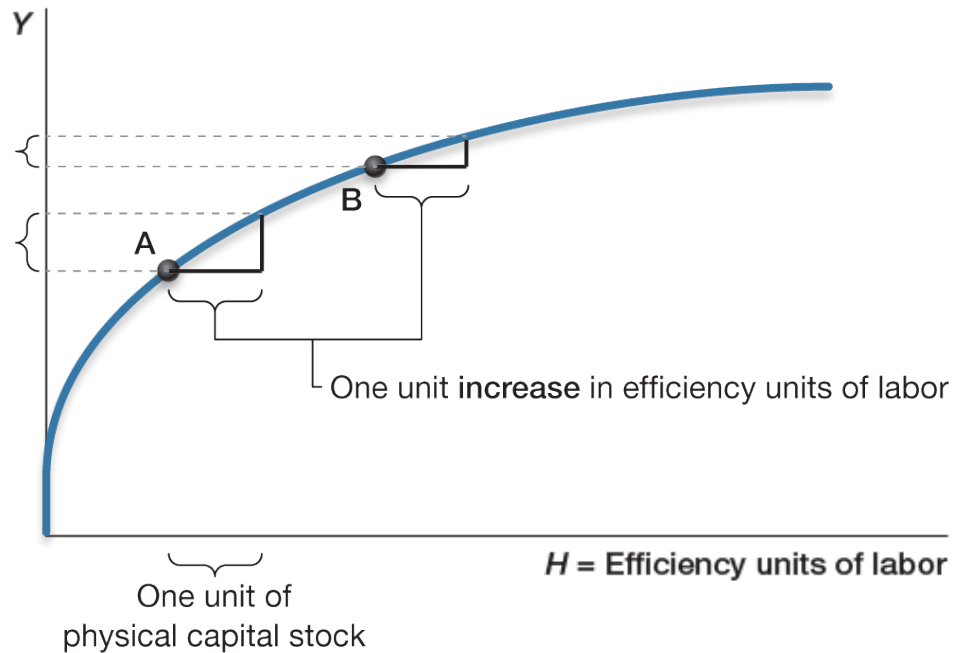 Y
A
B
One unit increase in efficiency units of labor
H = Efficiency units of labor
One unit of
physical capital stock